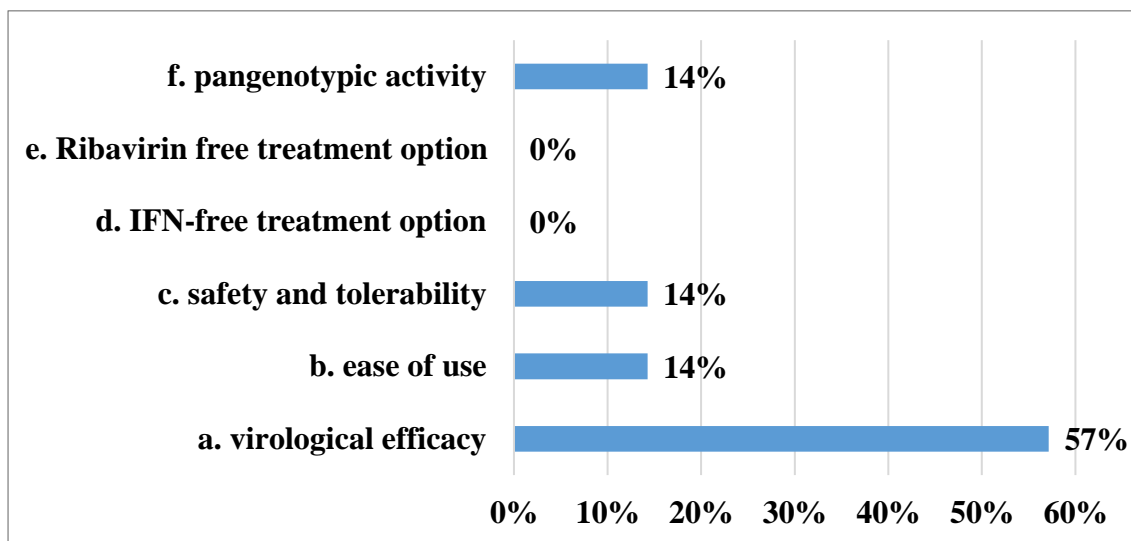 f. pangenotypic activity 14%
e. Ribavirin free treatment option 0%
d. IFN-free treatment option 0%
c. safety and tolerability 14%
b. ease of use 14%
a. virological efficacy 57%
0% 10% 20% 30% 40% 50% 60%